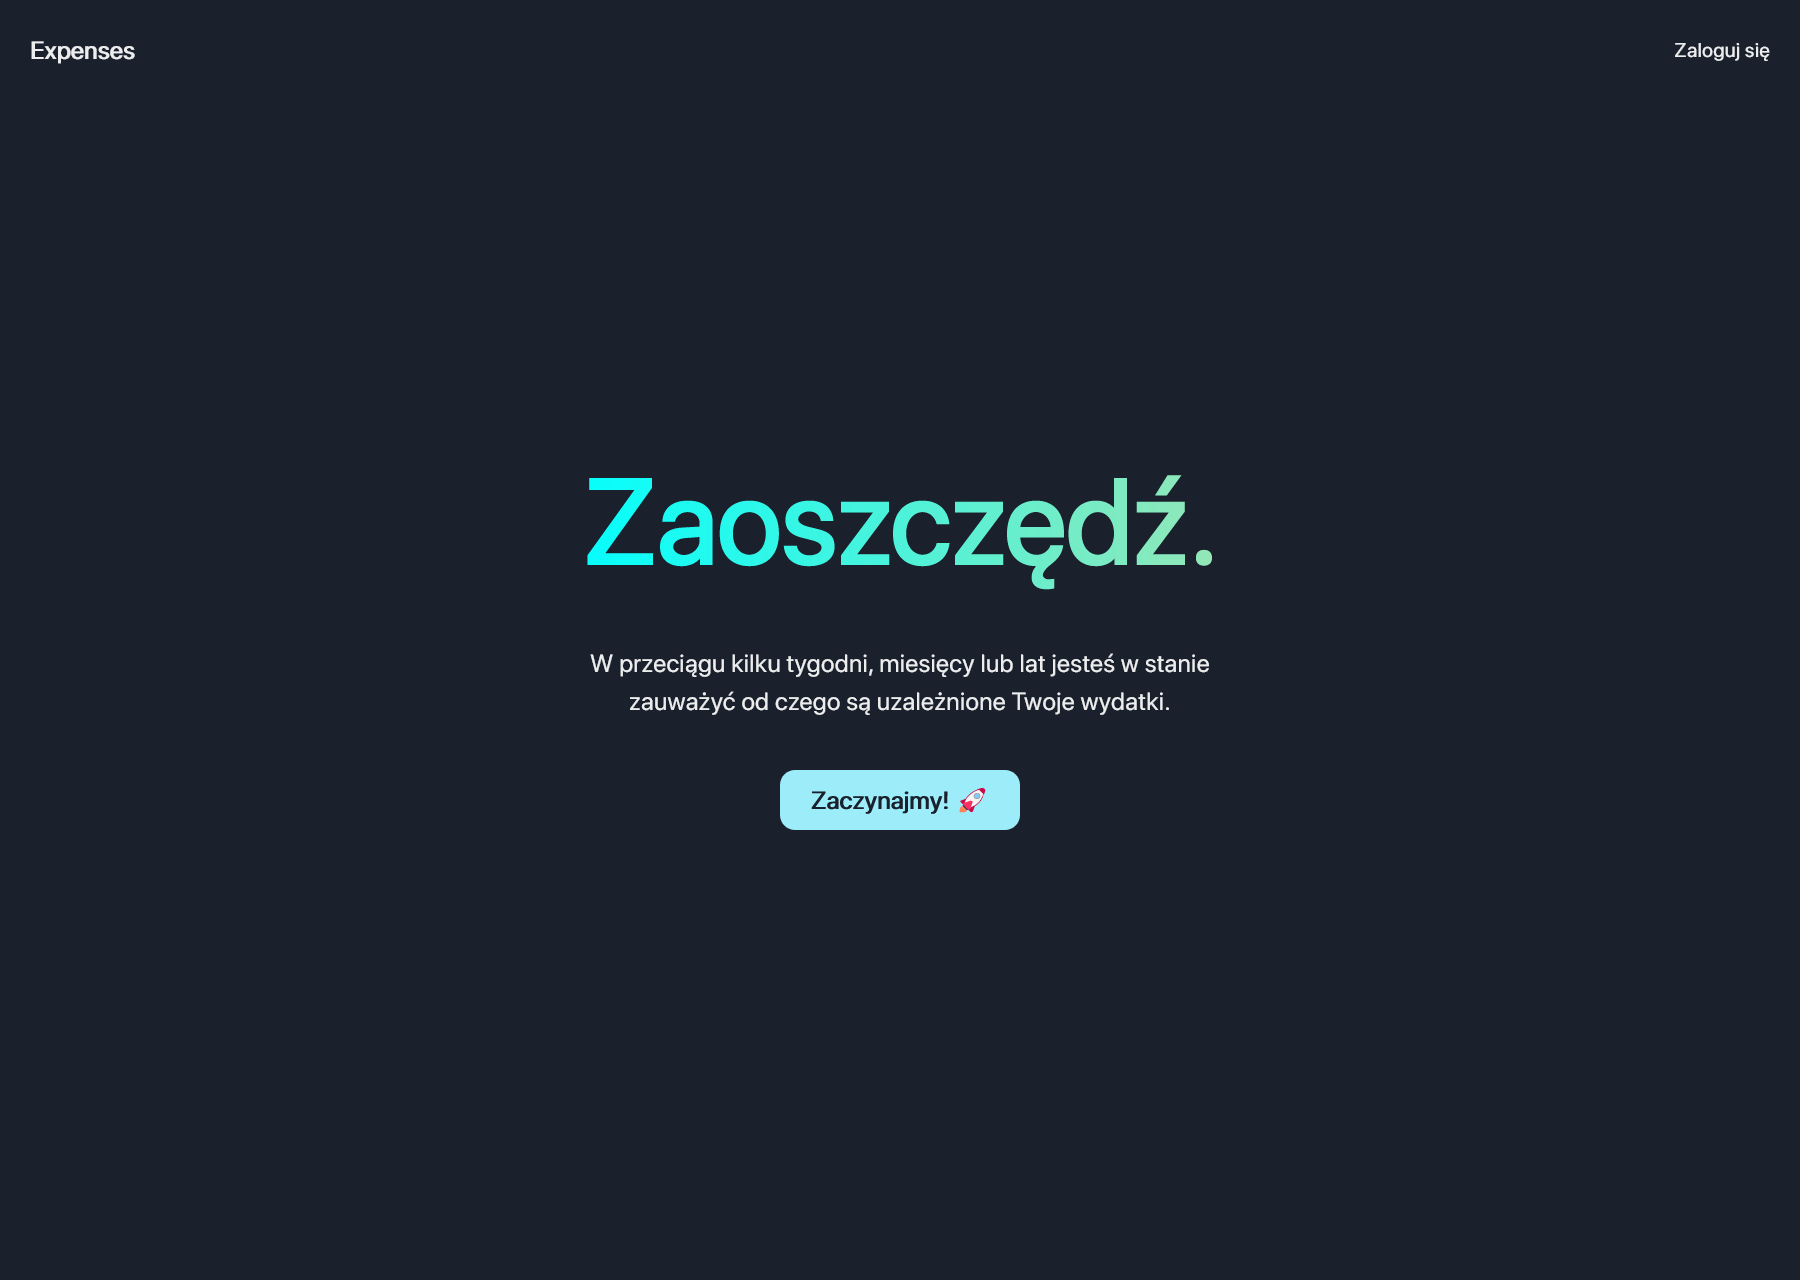 Expenses
Zaloguj się
Zaoszczędź.
W przeciągu kilku tygodni, miesięcy lub lat jesteś w stanie
zauważyć od czego są uzależnione Twoje wydatki.
Zaczynajmy! 🚀